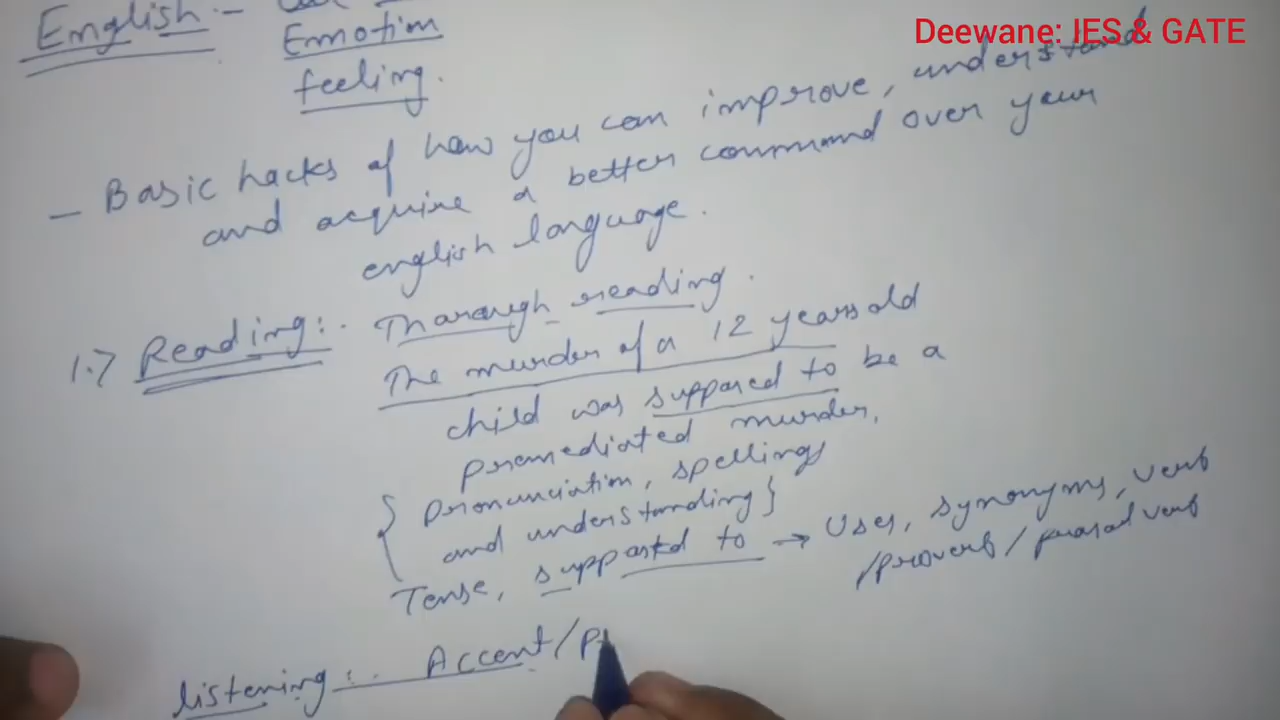 Deewane: IES & GATE
English :-
Emotion
feeling.
- Basic hacks of how you can improve, understand
and acquire a better command over your
english language.
1.) Reading :- Thorough reading.
The murder of a 12 years old
child was supposed to be a
premediated murder.
{ pronunciation, spellings
and understanding }
Tense, supposed to → Uses, synonyms, verb
/proverb/phrasal verb
listening :- Accent/Pr